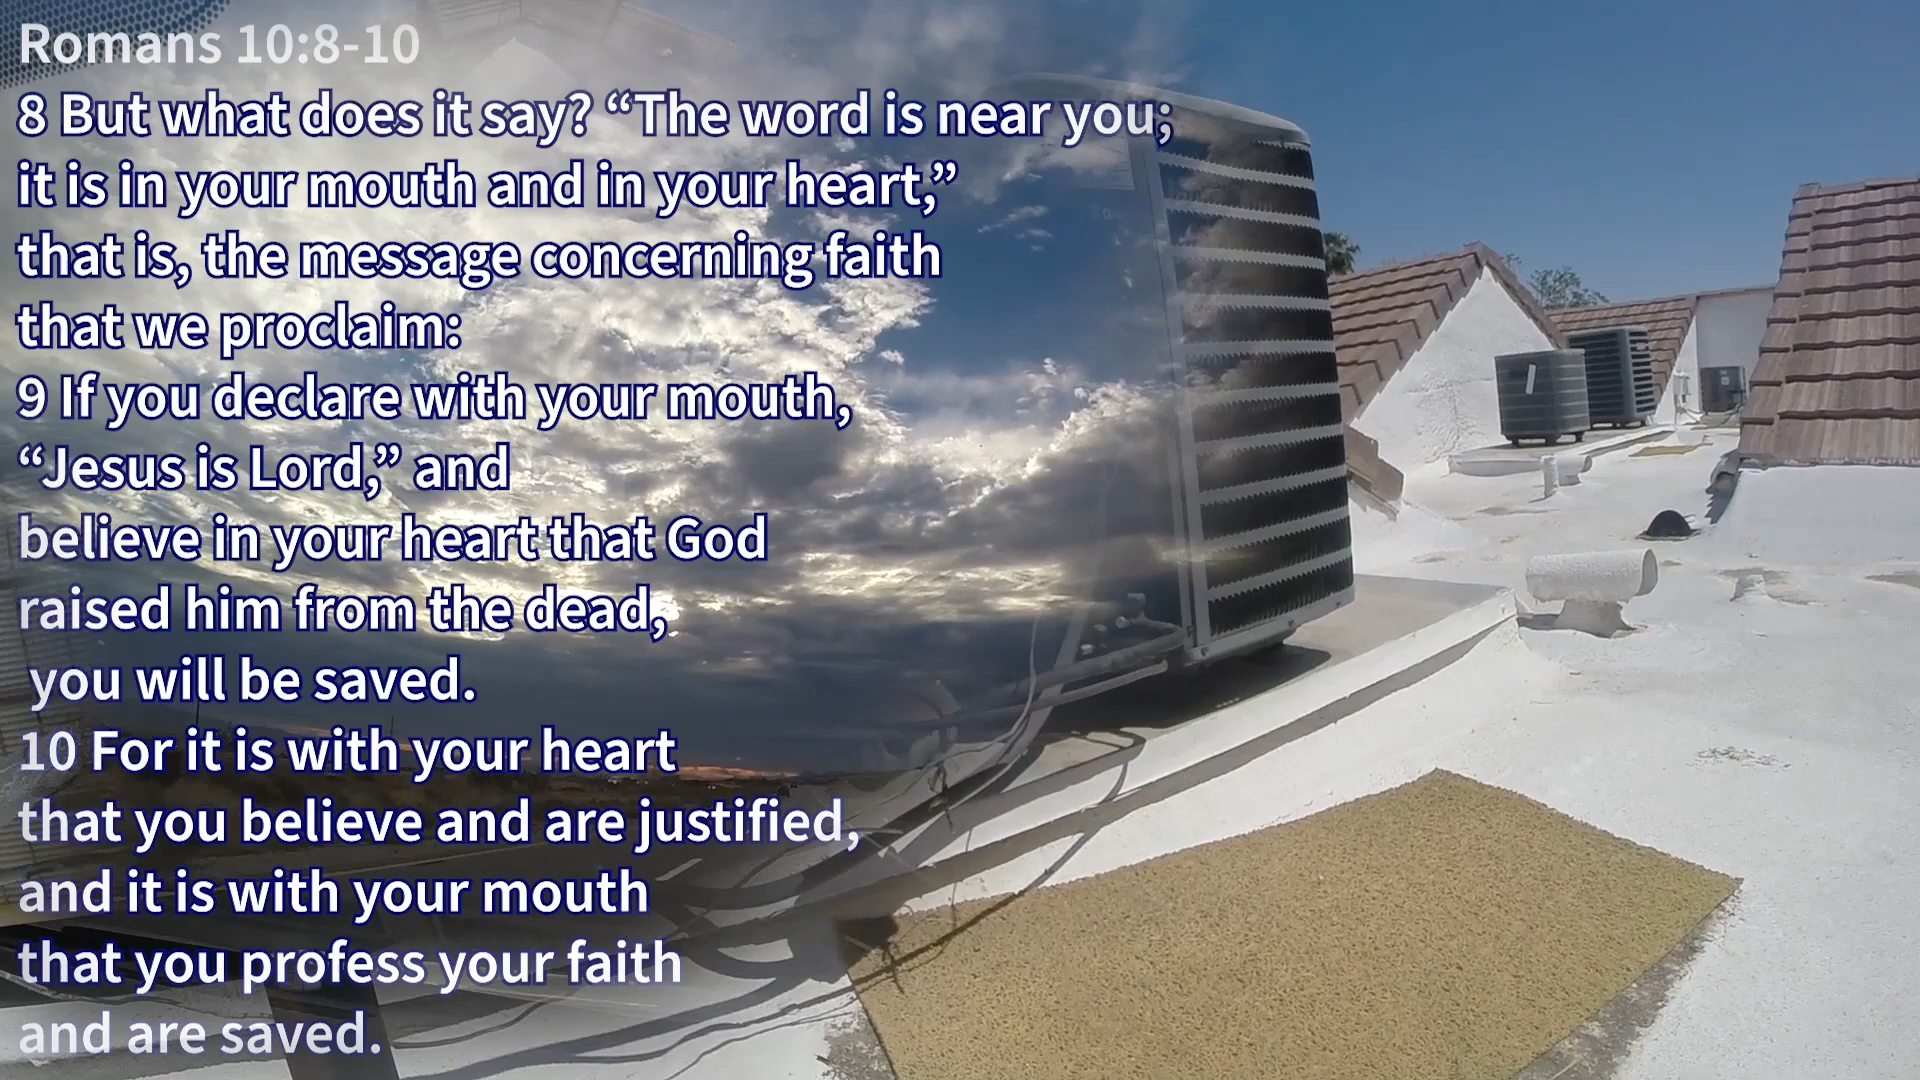 Romans 10:8-10
8 But what does it say? “The word is near you;
it is in your mouth and in your heart,”
that is, the message concerning faith
that we proclaim:
9 If you declare with your mouth,
“Jesus is Lord,” and
believe in your heart that God
raised him from the dead,
you will be saved.
10 For it is with your heart
that you believe and are justified,
and it is with your mouth
that you profess your faith
and are saved.